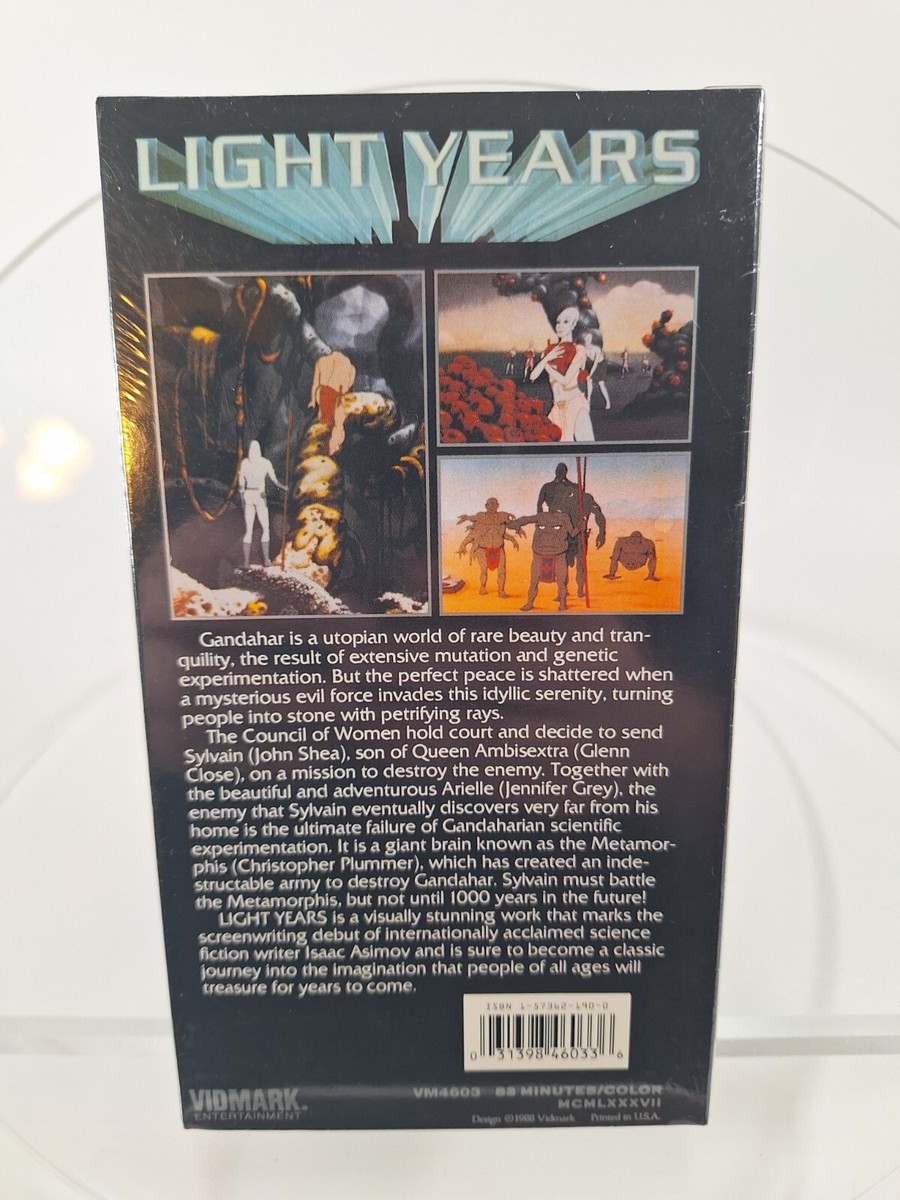 LIGHT YEARS
Gandahar is a utopian world of rare beauty and tran-
quility, the result of extensive mutation and genetic
experimentation. But the perfect peace is shattered when
a mysterious evil force invades this idyllic serenity, turning
people into stone with petrifying rays.
The Council of Women hold court and decide to send
Sylvain (John Shea), son of Queen Ambisextra (Glenn
Close), on a mission to destroy the enemy. Together with
the beautiful and adventurous Arielle (Jennifer Grey), the
enemy that Sylvain eventually discovers very far from his
home is the ultimate failure of Gandaharian scientific
experimentation. It is a giant brain known as the Metamor-
phis (Christopher Plummer), which has created an inde-
structable army to destroy Gandahar. Sylvain must battle
the Metamorphis, but not until 1000 years in the future!
LIGHT YEARS is a visually stunning work that marks the
screenwriting debut of internationally acclaimed science
fiction writer Isaac Asimov and is sure to become a classic
journey into the imagination that people of all ages will
treasure for years to come.
ISBN 1-57362-190-0
0 31398 46033 6
VIDMARK.
ENTERTAINMENT
VM4603 83 MINUTES/COLOR
MCMLXXXVII
Design ©1988 Vidmark Printed in U.S.A.